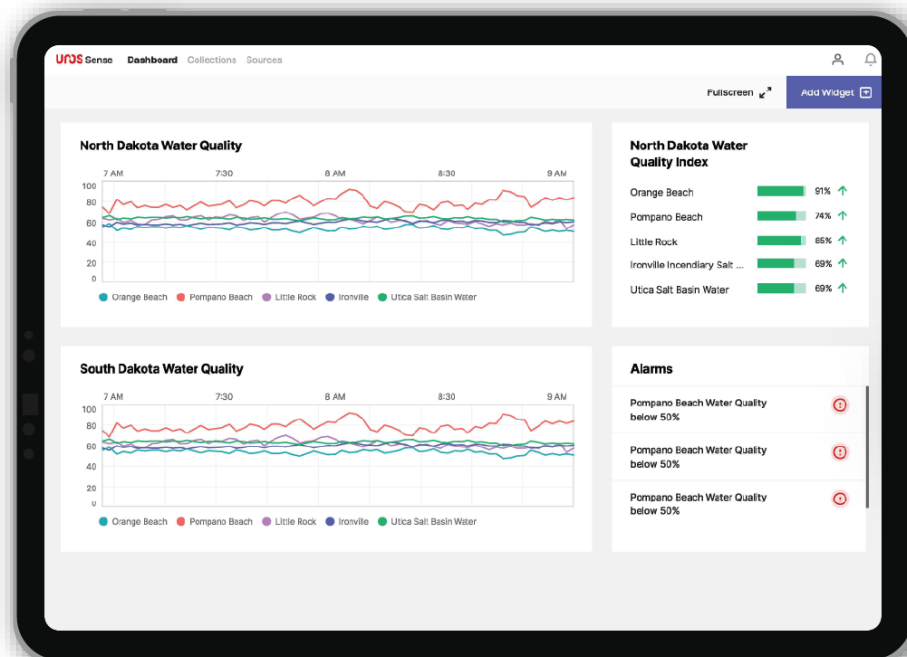 UROS Sense Dashboard Collections Sources
Fullscreen Add Widget
North Dakota Water Quality
7 AM 7:30 8 AM 8:30 9 AM
100
80
60
40
20
0
Orange Beach Pompano Beach Little Rock Ironville Utica Salt Basin Water
North Dakota Water
Quality Index
Orange Beach 91%
Pompano Beach 74%
Little Rock 85%
Ironville Incendiary Salt ... 69%
Utica Salt Basin Water 69%
South Dakota Water Quality
7 AM 7:30 8 AM 8:30 9 AM
100
80
60
40
20
0
Orange Beach Pompano Beach Little Rock Ironville Utica Salt Basin Water
Alarms
Pompano Beach Water Quality
below 50%
Pompano Beach Water Quality
below 50%
Pompano Beach Water Quality
below 50%